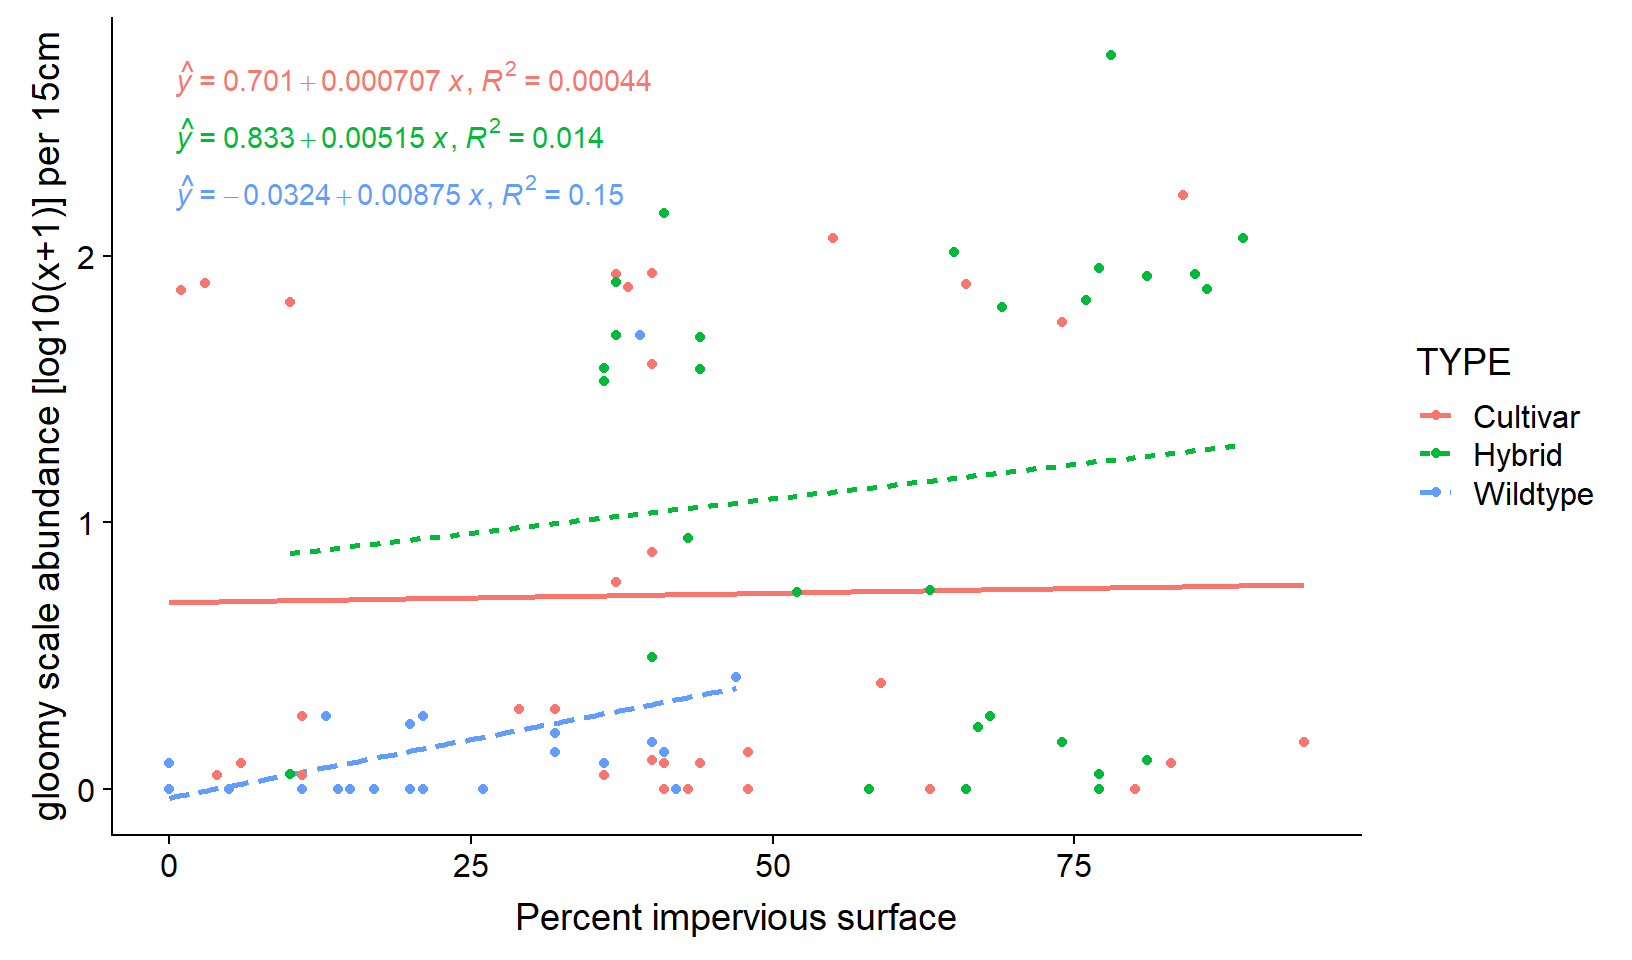 gloomy scale abundance [log10(x+1)] per 15cm
ŷ = 0.701 + 0.000707 x, R² = 0.00044
ŷ = 0.833 + 0.00515 x, R² = 0.014
ŷ = − 0.0324 + 0.00875 x, R² = 0.15
2
1
0
0 25 50 75
Percent impervious surface
TYPE
Cultivar
Hybrid
Wildtype